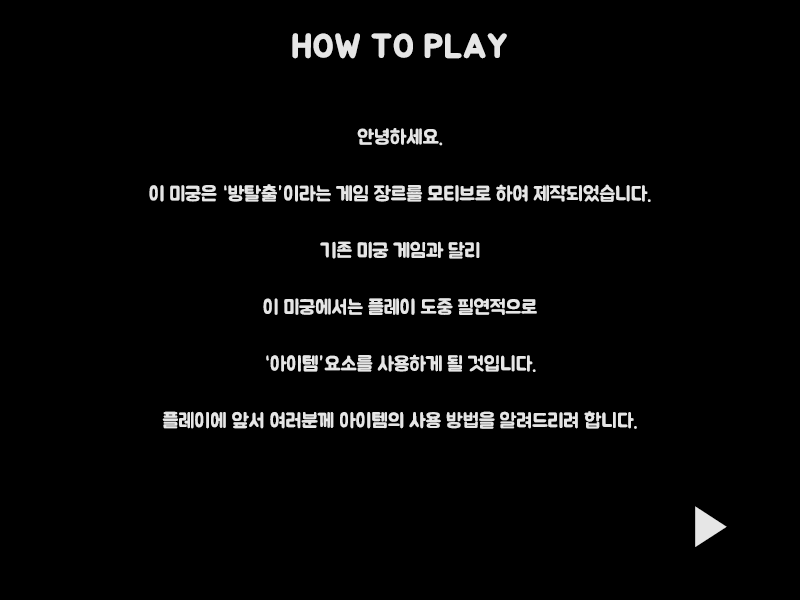 HOW TO PLAY
안녕하세요.
이 미궁은 '방탈출'이라는 게임 장르를 모티브로 하여 제작되었습니다.
기존 미궁 게임과 달리
이 미궁에서는 플레이 도중 필연적으로
'아이템'요소를 사용하게 될 것입니다.
플레이에 앞서 여러분께 아이템의 사용 방법을 알려드리려 합니다.